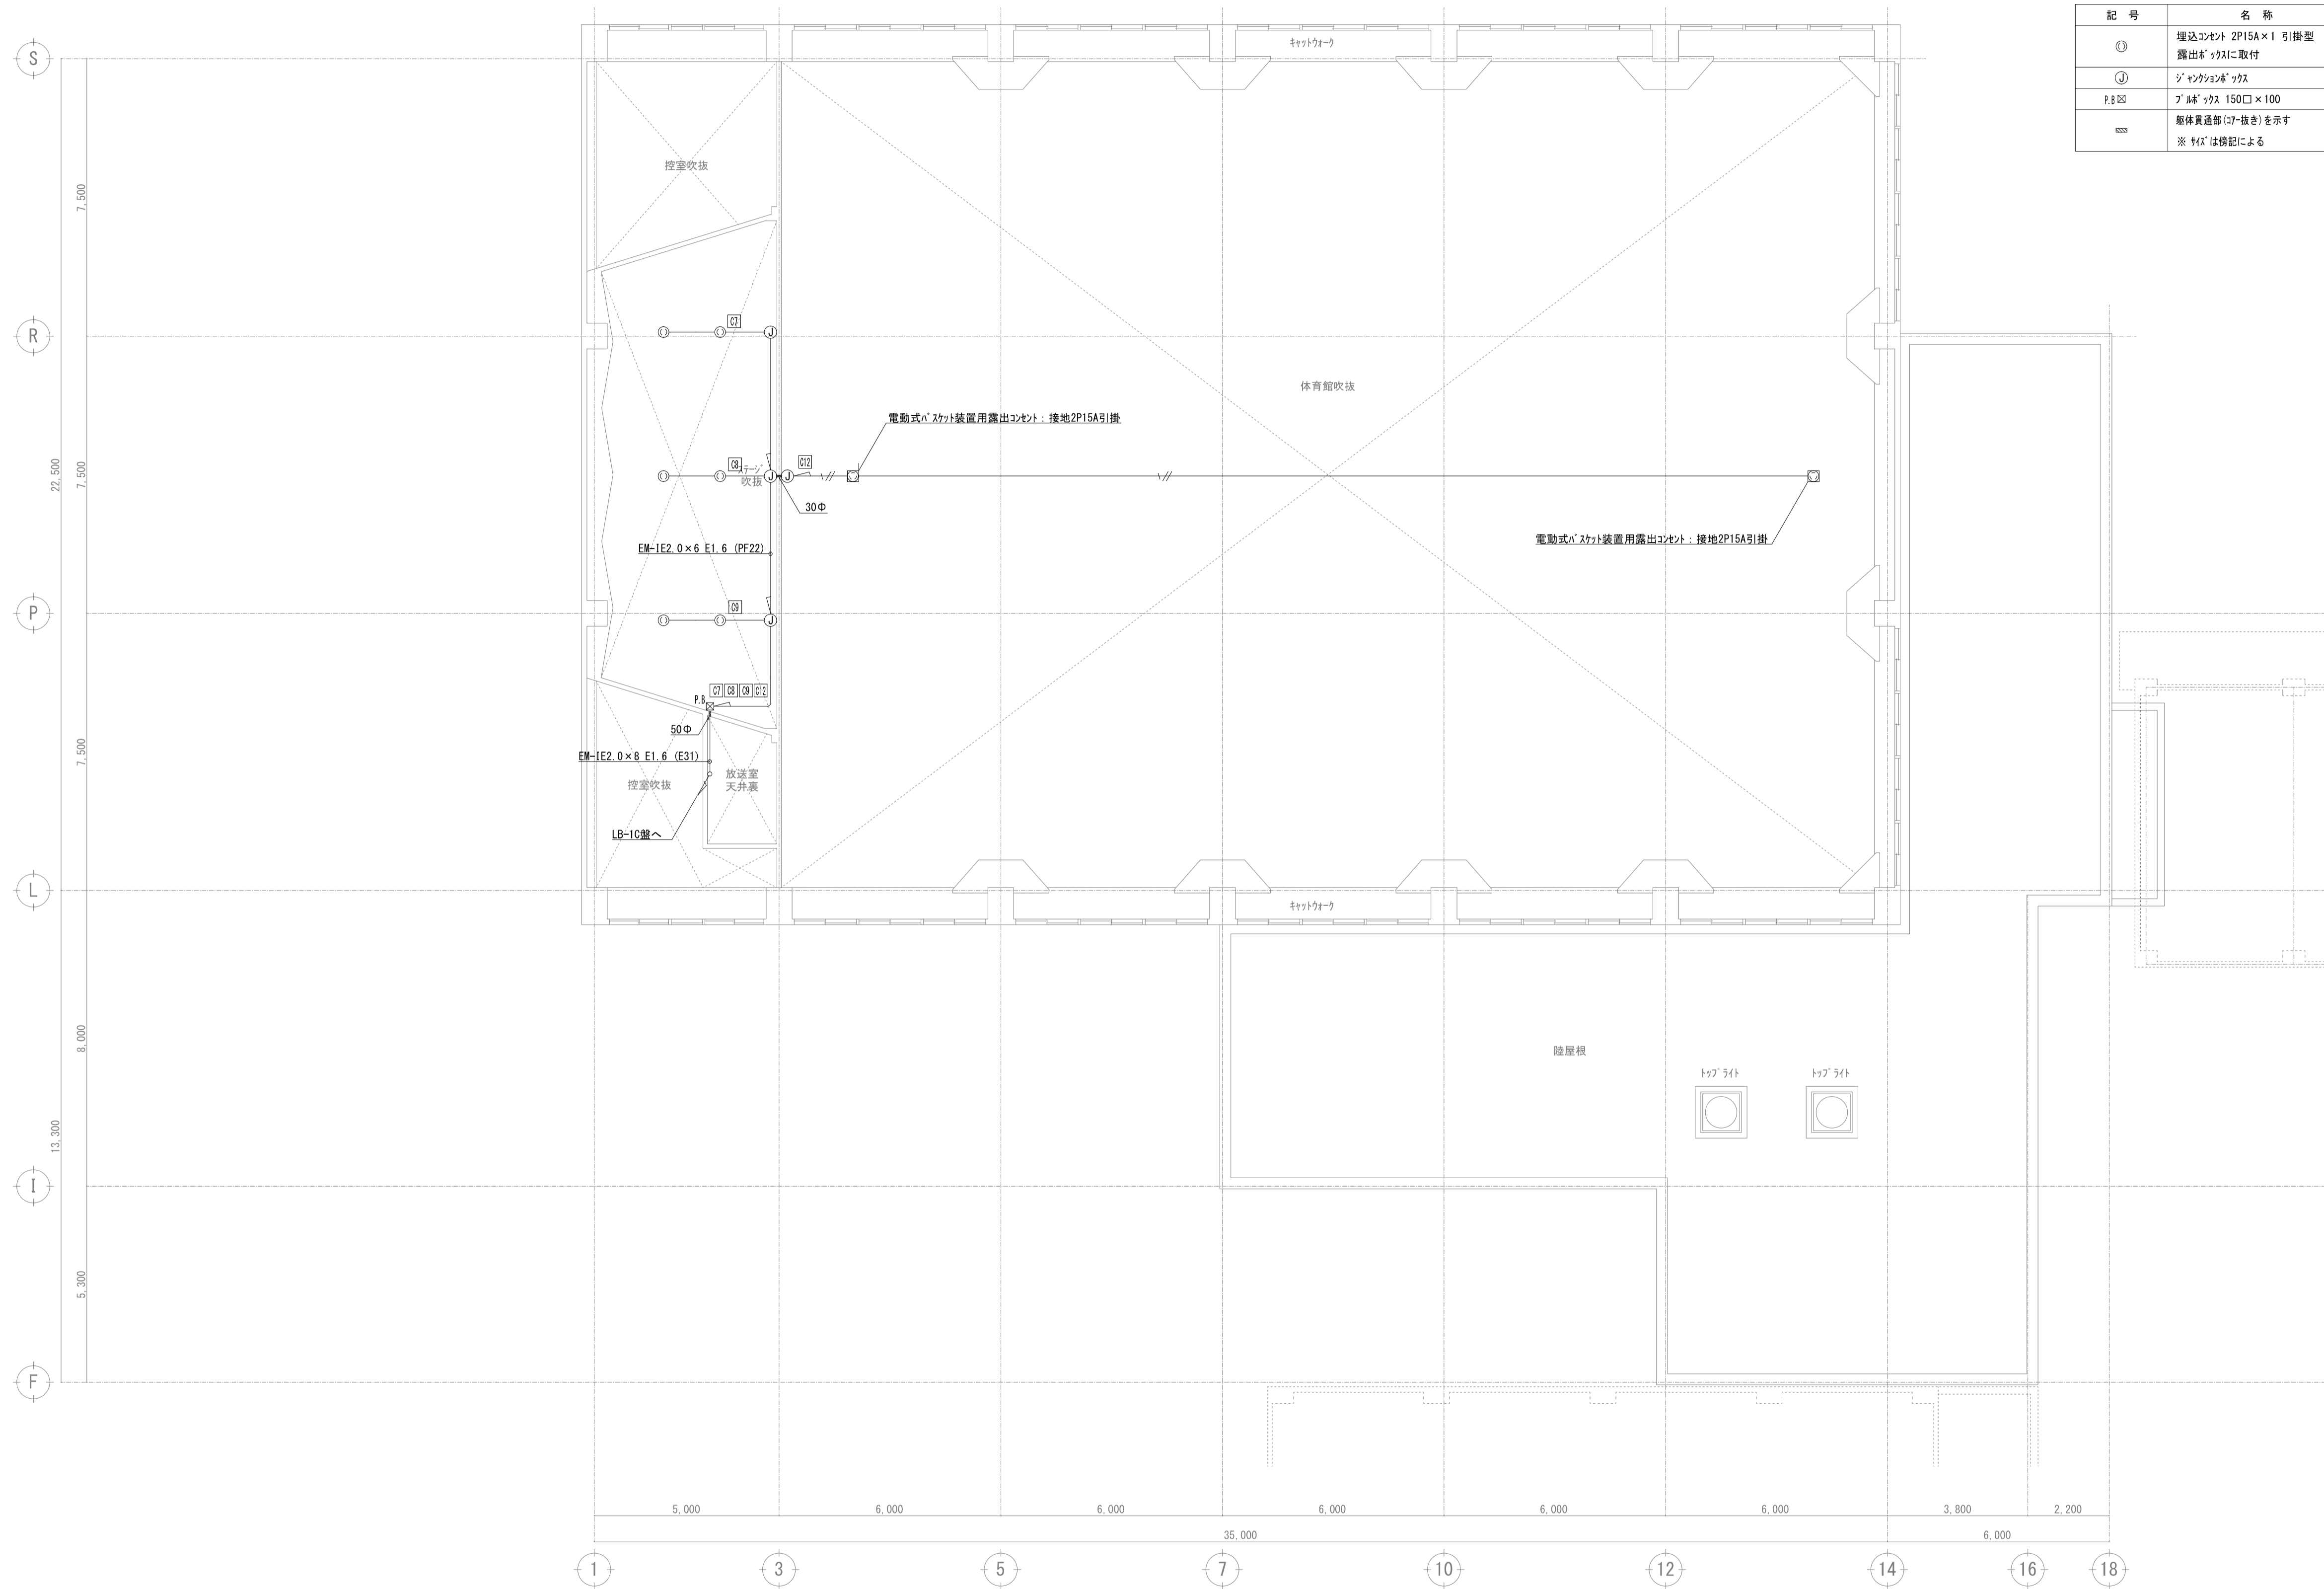 記 号 名 称
埋込ｺﾝｾﾝﾄ 2P15A×1 引掛型
露出ﾎﾞｯｸｽに取付
J ｼﾞｬﾝｸｼｮﾝﾎﾞｯｸｽ
P.B ﾌﾟﾙﾎﾞｯｸｽ 150□×100
躯体貫通部(ｺｱｰ抜き)を示す
※ ｻｲｽﾞは傍記による
S
R
P
L
I
F
7,500
7,500
7,500
22,500
8,000
5,300
13,300
ｷｬｯﾄｳｫｰｸ
控室吹抜
体育館吹抜
C7
J
電動式ﾊﾞｽｹｯﾄ装置用露出ｺﾝｾﾝﾄ：接地2P15A引掛
C8
ｽﾃｰｼﾞ
吹抜
J
J
C12
30Φ
電動式ﾊﾞｽｹｯﾄ装置用露出ｺﾝｾﾝﾄ：接地2P15A引掛
EM-IE2.0×6 E1.6 (PF22)
C9
J
P.B
C7 C8 C9 C12
50Φ
EM-IE2.0×8 E1.6 (E31)
控室吹抜
放送室
天井裏
LB-1C盤へ
ｷｬｯﾄｳｫｰｸ
陸屋根
ﾄｯﾌﾟﾗｲﾄ
ﾄｯﾌﾟﾗｲﾄ
5,000 6,000 6,000 6,000 6,000 6,000 3,800 2,200
35,000 6,000
1 3 5 7 10 12 14 16 18